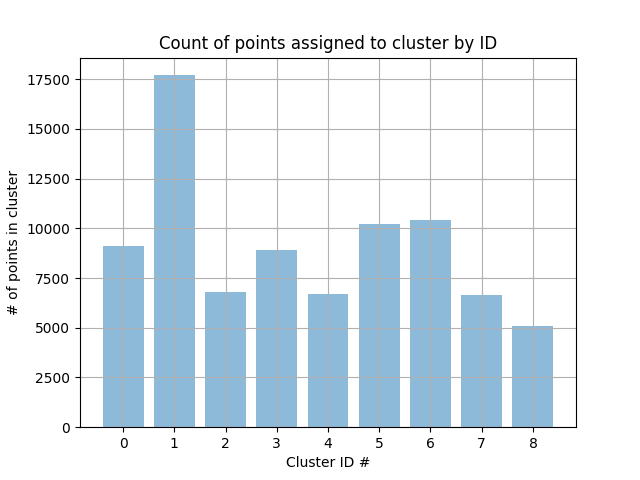 Count of points assigned to cluster by ID
# of points in cluster
17500
15000
12500
10000
7500
5000
2500
0
0 1 2 3 4 5 6 7 8
Cluster ID #